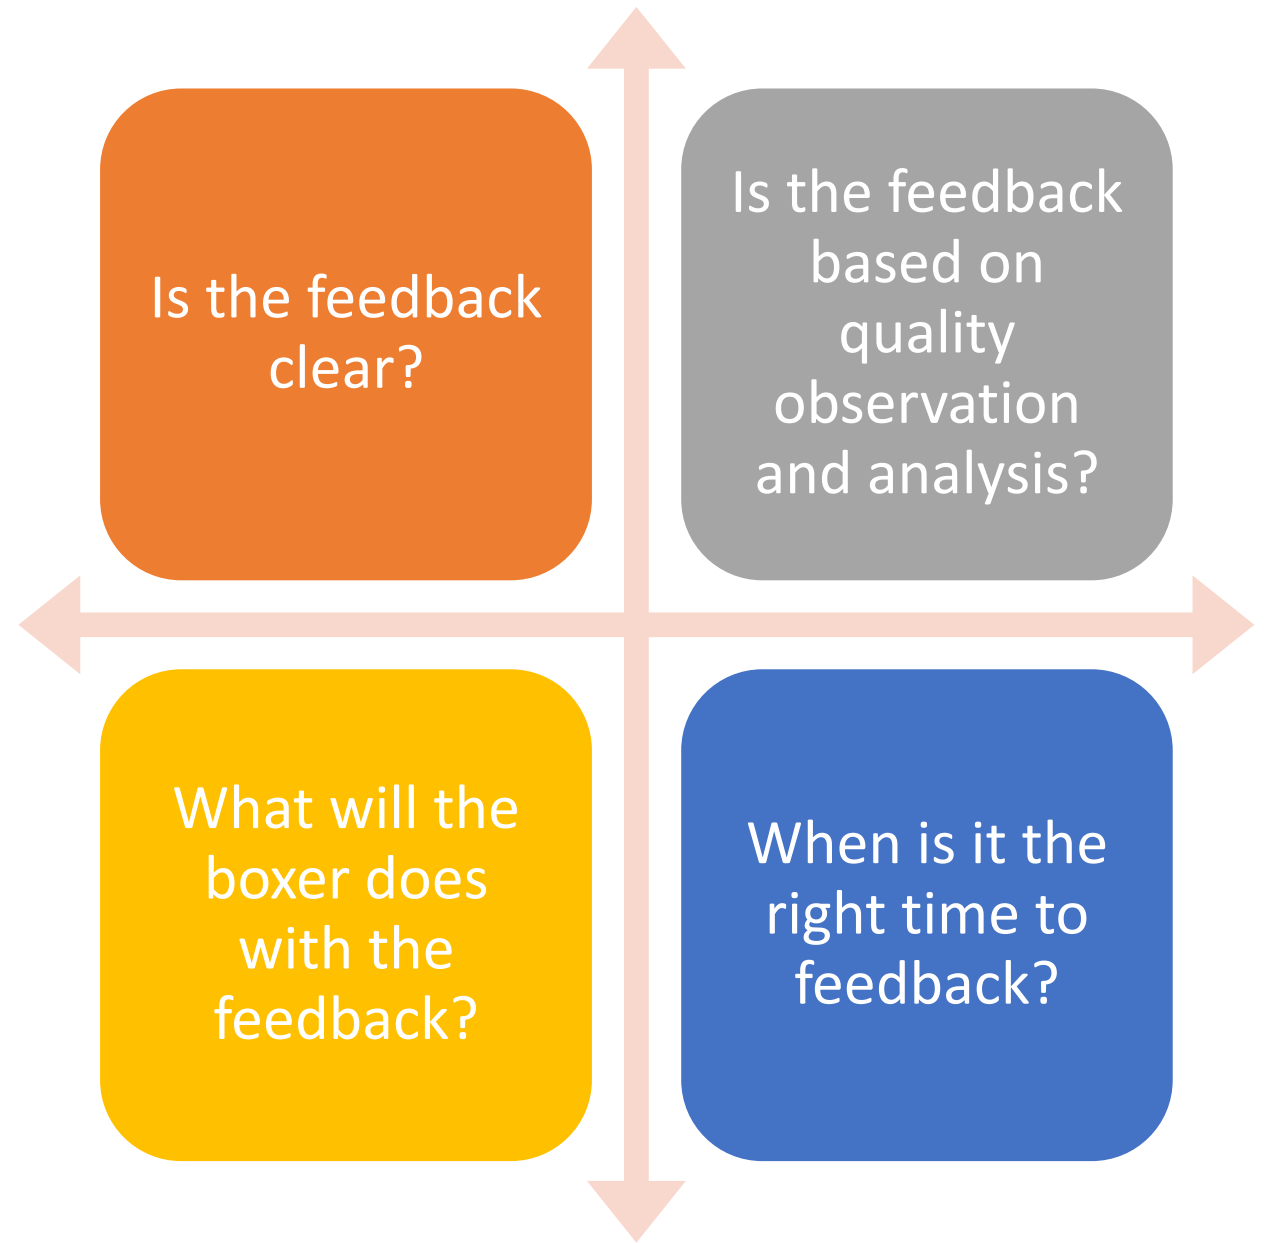 Is the feedback
clear?
Is the feedback
based on
quality
observation
and analysis?
What will the
boxer does
with the
feedback?
When is it the
right time to
feedback?